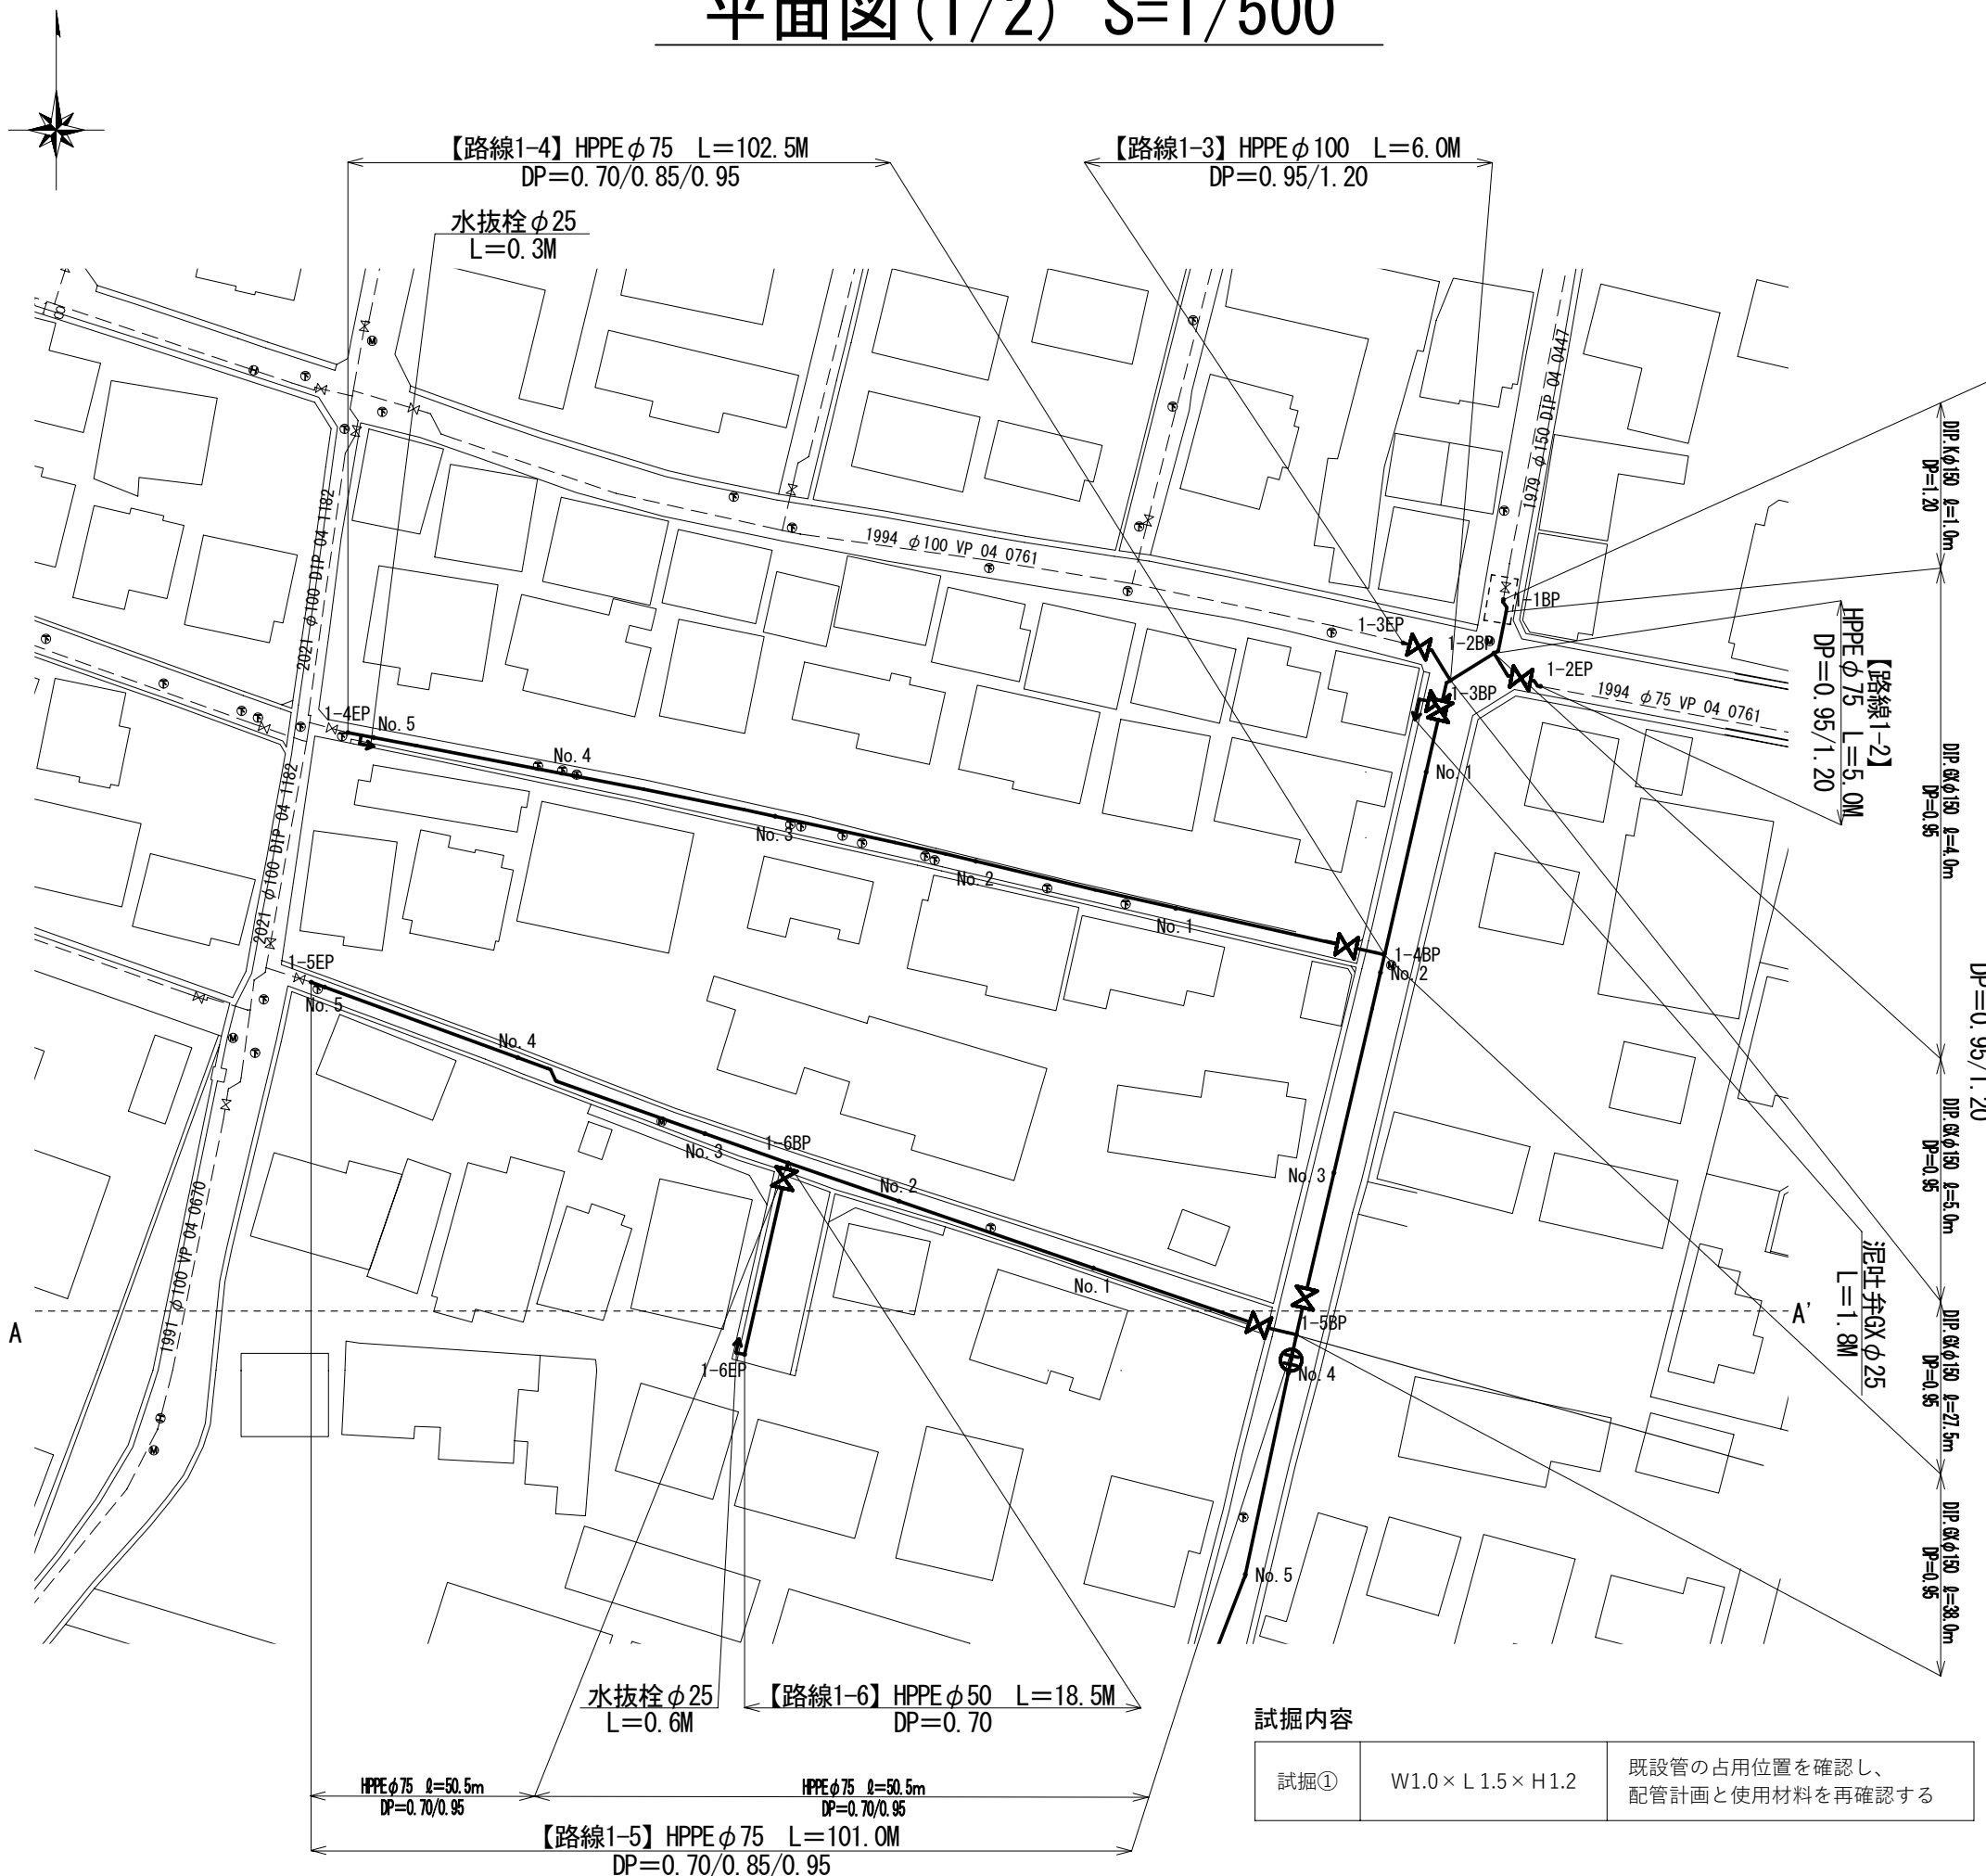 平面図(1/2) S=1/500
【路線1-4】HPPEφ75 L=102.5M
DP=0.70/0.85/0.95
【路線1-3】HPPEφ100 L=6.0M
DP=0.95/1.20
水抜栓φ25
L=0.3M
1979 φ150 DIP 04 0447
DIP.Kφ150 ℓ=1.0m
DP=1.20
2021 φ100 DIP 04 1182
1994 φ100 VP 04 0761
1-1BP
1-3EP
1-2BP
1-2EP
1-3BP
1994 φ75 VP 04 0761
【路線1-2】
HPPEφ75 L=5.0M
DP=0.95/1.20
DIP.GXφ150 ℓ=4.0m
DP=0.95
1-4EP
No.5
No.4
No.3
No.2
No.1
No.1
1-4BP
No.2
2021 φ100 DIP 04 1182
DP=0.95/1.20
1-5EP
No.5
No.4
No.3
1-6BP
No.2
No.1
No.3
DIP.GXφ150 ℓ=5.0m
DP=0.95
泥吐弁GXφ25
L=1.8M
1991 φ100 VP 04 0670
A
A'
1-5BP
No.4
1-6EP
DIP.GXφ150 ℓ=27.5m
DP=0.95
No.5
DIP.GXφ150 ℓ=38.0m
DP=0.95
水抜栓φ25
L=0.6M
【路線1-6】HPPEφ50 L=18.5M
DP=0.70
HPPEφ75 ℓ=50.5m
DP=0.70/0.95
HPPEφ75 ℓ=50.5m
DP=0.70/0.95
【路線1-5】HPPEφ75 L=101.0M
DP=0.70/0.85/0.95
試掘内容
試掘① W1.0×L1.5×H1.2 既設管の占用位置を確認し、
配管計画と使用材料を再確認する